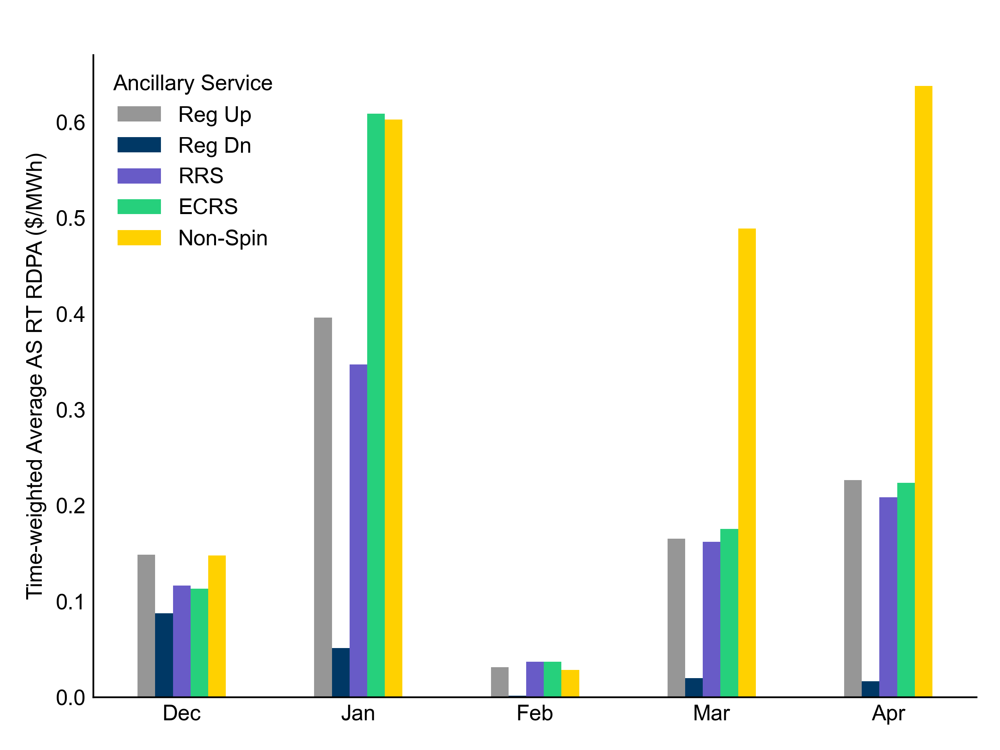 Ancillary Service
Reg Up
Reg Dn
RRS
ECRS
Non-Spin
Time-weighted Average AS RT RDPA ($/MWh)
0.6
0.5
0.4
0.3
0.2
0.1
0.0
Dec Jan Feb Mar Apr